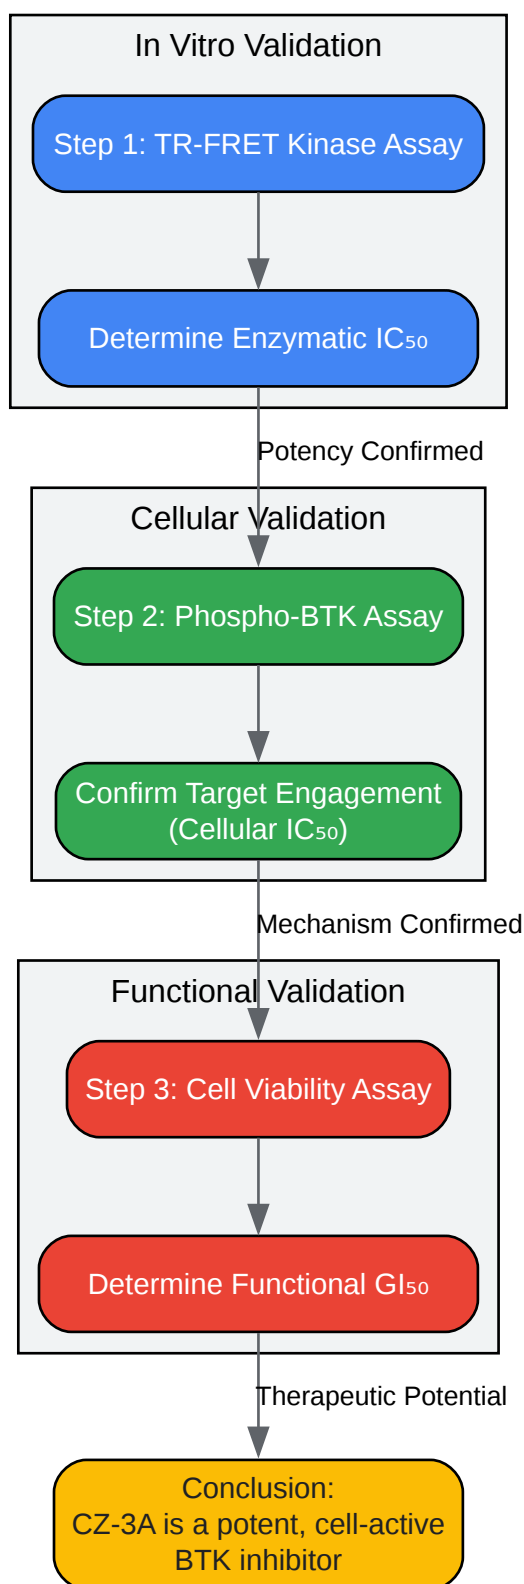 In Vitro Validation
Step 1: TR-FRET Kinase Assay
Determine Enzymatic IC₅₀
Potency Confirmed
Cellular Validation
Step 2: Phospho-BTK Assay
Confirm Target Engagement
(Cellular IC₅₀)
Mechanism Confirmed
Functional Validation
Step 3: Cell Viability Assay
Determine Functional GI₅₀
Therapeutic Potential
Conclusion:
CZ-3A is a potent, cell-active
BTK inhibitor